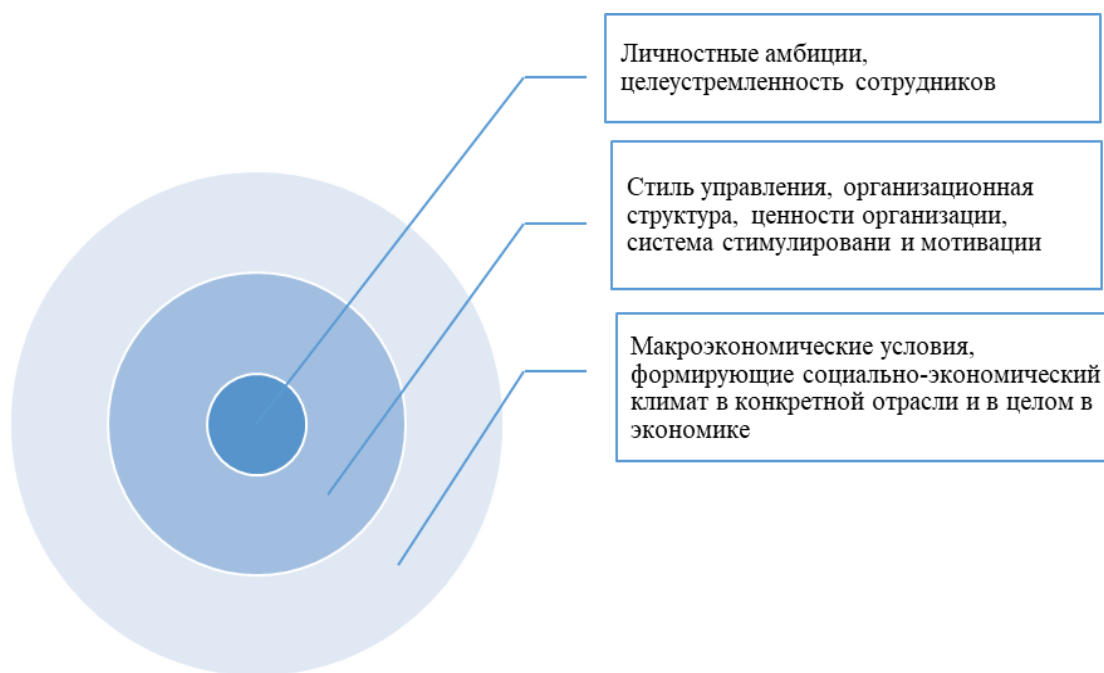 Личностные амбиции,
целеустремленность сотрудников
Стиль управления, организационная
структура, ценности организации,
система стимулировани и мотивации
Макроэкономические условия,
формирующие социально-экономический
климат в конкретной отрасли и в целом в
экономике